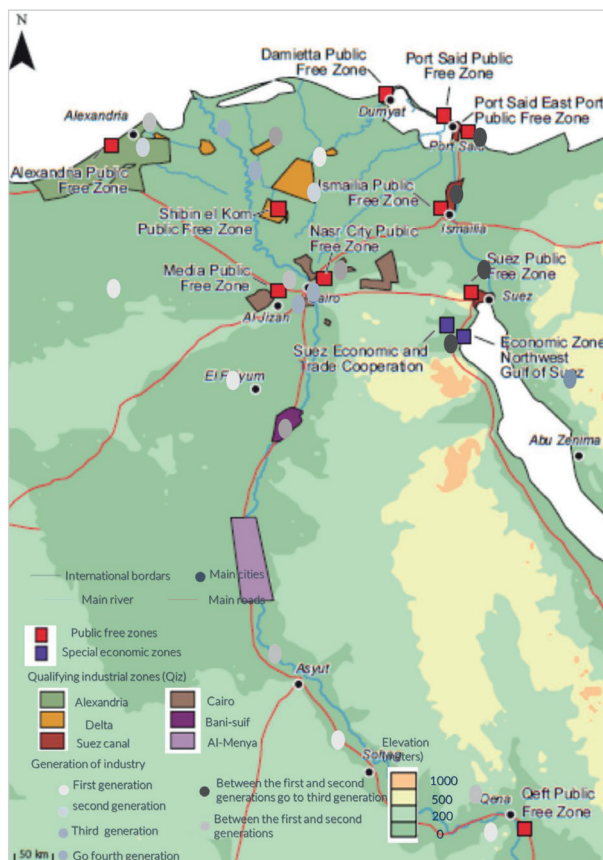 N
Damietta Public
Free Zone
Port Said Public
Free Zone
Alexandria
Dumyat
Port Said East Port
Public Free Zone
Port Said
Alexandria Public
Free Zone
Ismailia Public
Free Zone
Shibin el Kom
Public Free Zone
Ismailia
Nasr City Public
Free Zone
Media Public
Free Zone
Suez Public
Free Zone
Cairo
Suez
Al Jizah
Suez Economic and
Trade Cooperation
Economic Zone
Northwest
Gulf of Suez
El Fayyum
Abu Zenima
International bordars
Main cities
Main river
Main roads
Public free zones
Special economic zones
Asyut
Qualifying industrial zones (Qiz)
Alexandria
Cairo
Delta
Bani-suif
Suez canal
Al-Menya
Sohag
Elevation
(meters)
1000
500
200
0
Generation of industry
First generation
second generation
Third generation
Go fourth generation
Between the first and second
generations go to third generation
Between the first and second
generations
Qena
Qeft Public
Free Zone
50 km